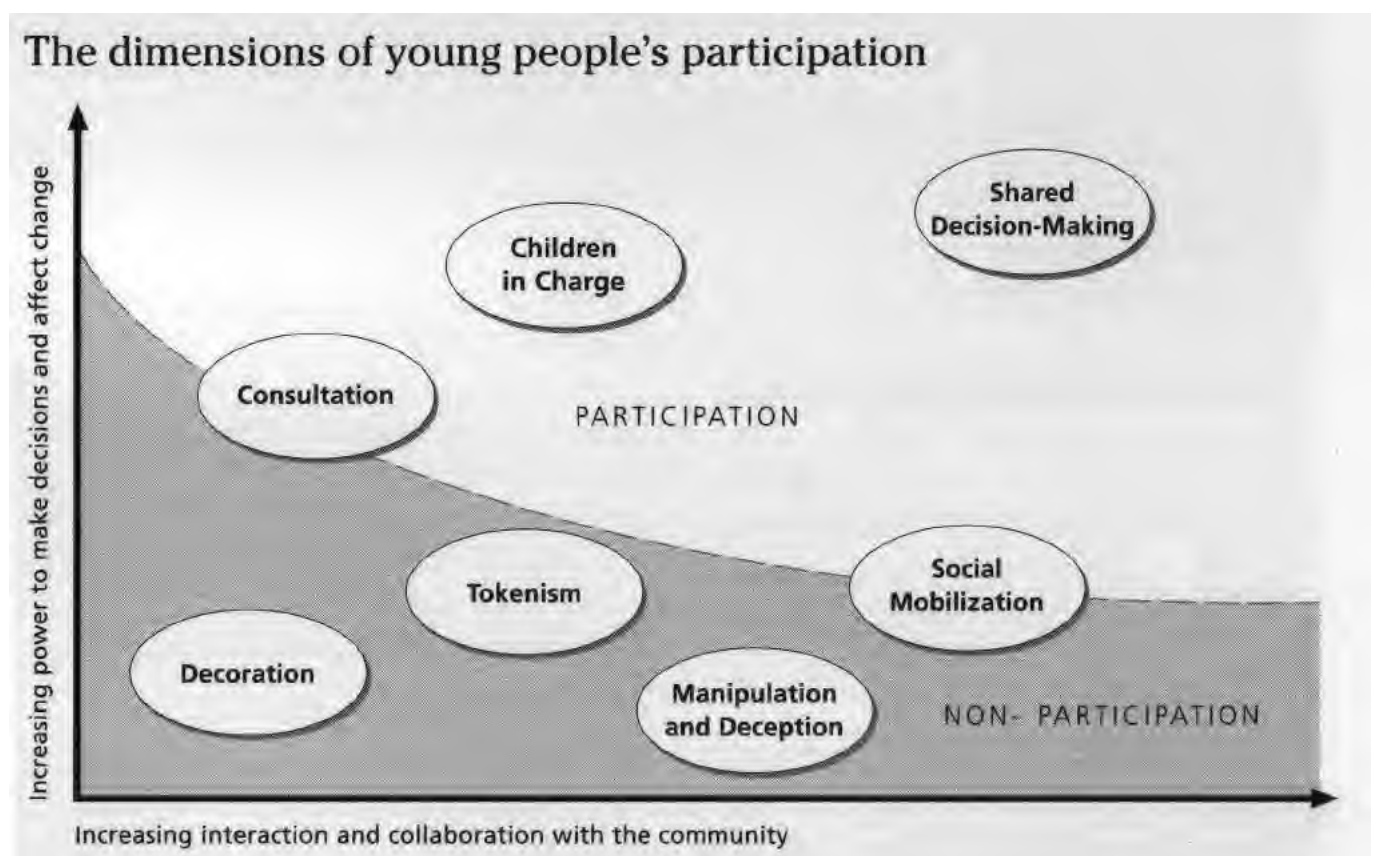 The dimensions of young people's participation
Increasing power to make decisions and affect change
Shared
Decision-Making
Children
in Charge
Consultation
PARTICIPATION
Tokenism
Social
Mobilization
Decoration
Manipulation
and Deception
NON- PARTICIPATION
Increasing interaction and collaboration with the community